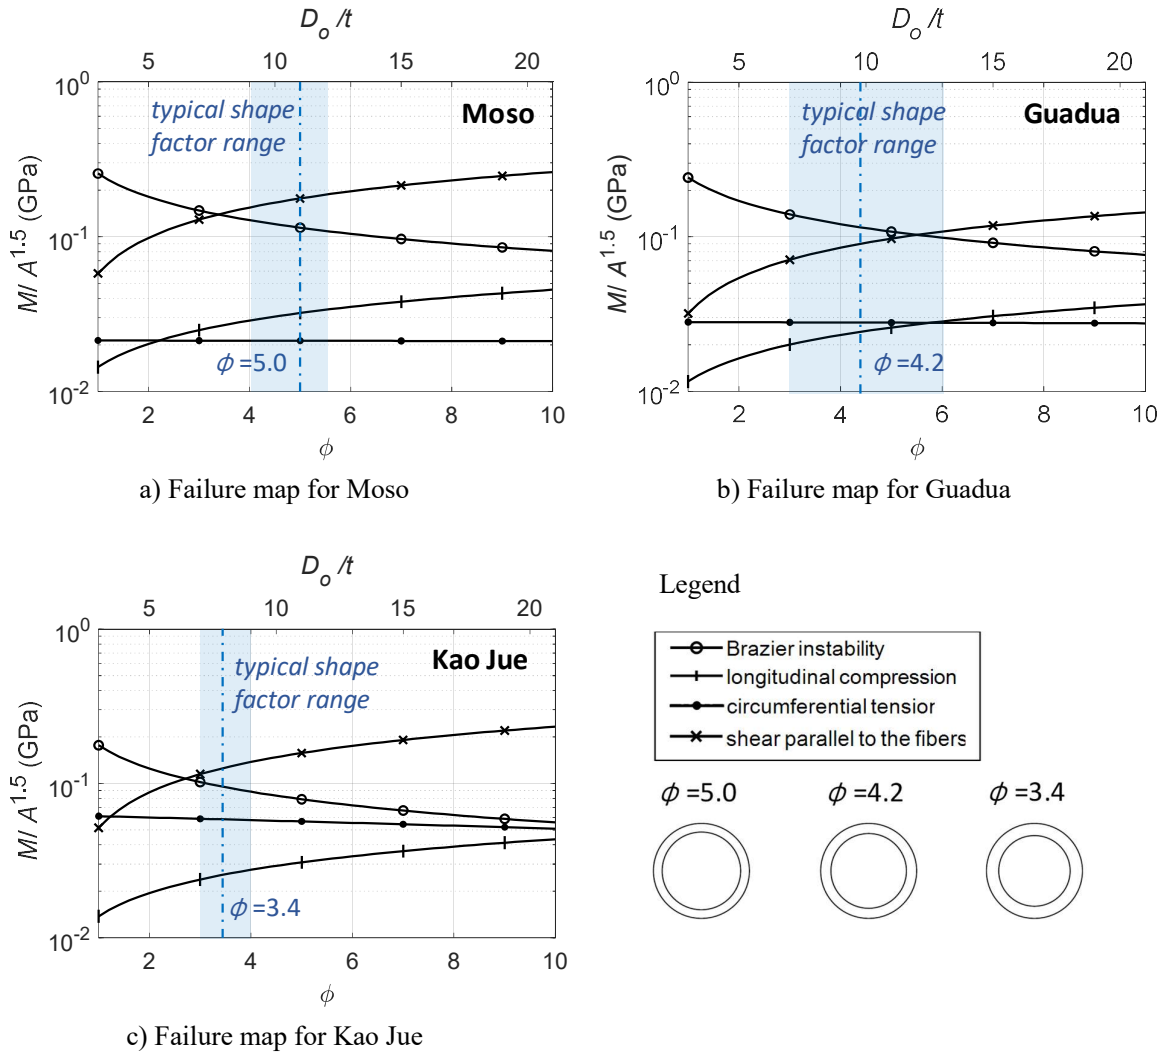 D_o /t
5 10 15 20
10^0
typical shape
factor range
Moso
10^-1
M/ A^1.5 (GPa)
ϕ =5.0
10^-2
2 4 6 8 10
ϕ
a) Failure map for Moso
D_o /t
5 10 15 20
10^0
typical shape
factor range
Guadua
10^-1
M/ A^1.5 (GPa)
ϕ =4.2
10^-2
2 4 6 8 10
ϕ
b) Failure map for Guadua
D_o /t
5 10 15 20
10^0
typical shape
factor range
Kao Jue
10^-1
M/ A^1.5 (GPa)
ϕ =3.4
10^-2
2 4 6 8 10
ϕ
c) Failure map for Kao Jue
Legend
Brazier instability
longitudinal compression
circumferential tensior
shear parallel to the fibers
ϕ =5.0 ϕ =4.2 ϕ =3.4